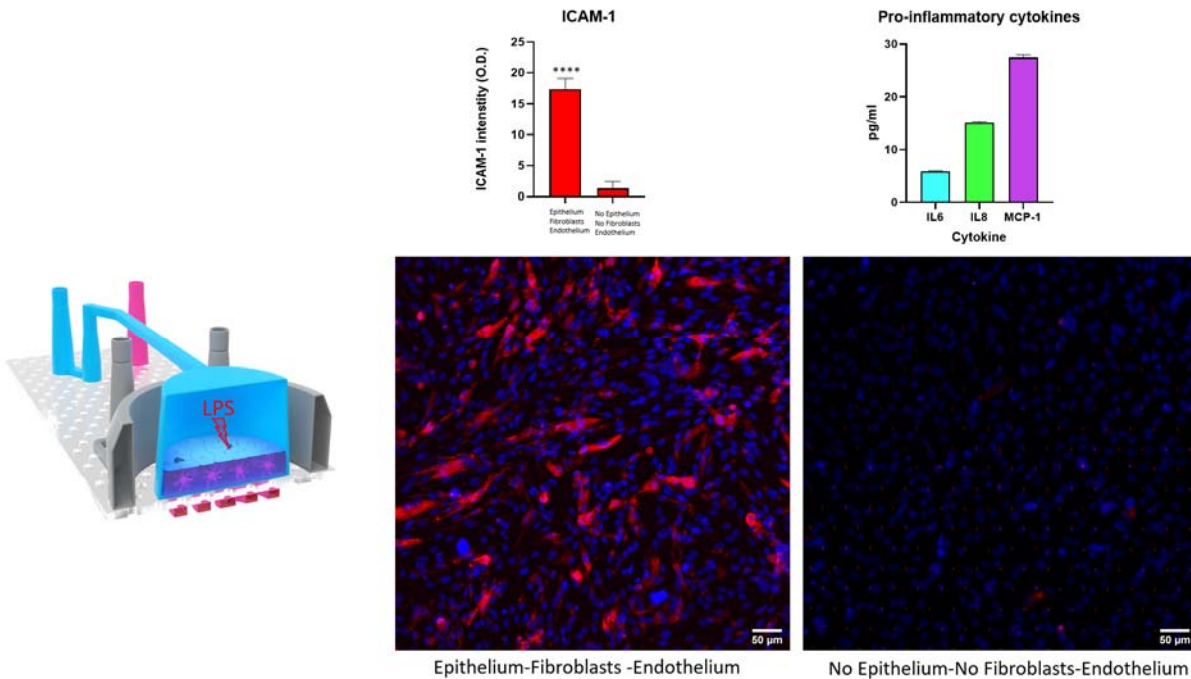 ICAM-1
ICAM-1 intenstity (O.D.)
25
20
15
10
5
0
****
Epithelium
Fibroblasts
Endothelium
No Epithelium
No Fibroblasts
Endothelium
Pro-inflammatory cytokines
pg/ml
30
20
10
0
IL6
IL8
MCP-1
Cytokine
LPS
50 µm
50 µm
Epithelium-Fibroblasts -Endothelium
No Epithelium-No Fibroblasts-Endothelium